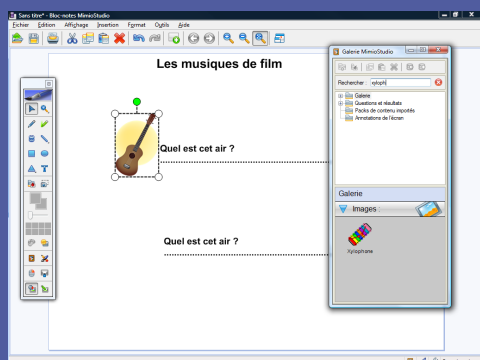 Sans titre* - Bloc-notes MimioStudio
Fichier Edition Affichage Insertion Format Outils Aide
Les musiques de film
Quel est cet air ?
Quel est cet air ?
Galerie MimioStudio
Rechercher : xyloph
Galerie
Questions et résultats
Packs de contenu importés
Annotations de l'écran
Galerie
Images :
Xylophone